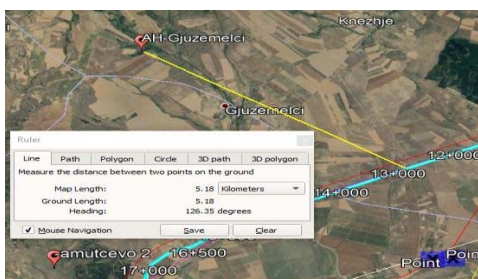 Knezhje
AH-Gjuzemelci
Gjuzemelci
12+000
13+000
14+000
Ruler
Line Path Polygon Circle 3D path 3D polygon
Measure the distance between two points on the ground
Map Length: 5.18 Kilometers
Ground Length: 5.18
Heading: 126.35 degrees
Mouse Navigation Save Clear
amutcevo 2
16+500
17+000
Point
Poin